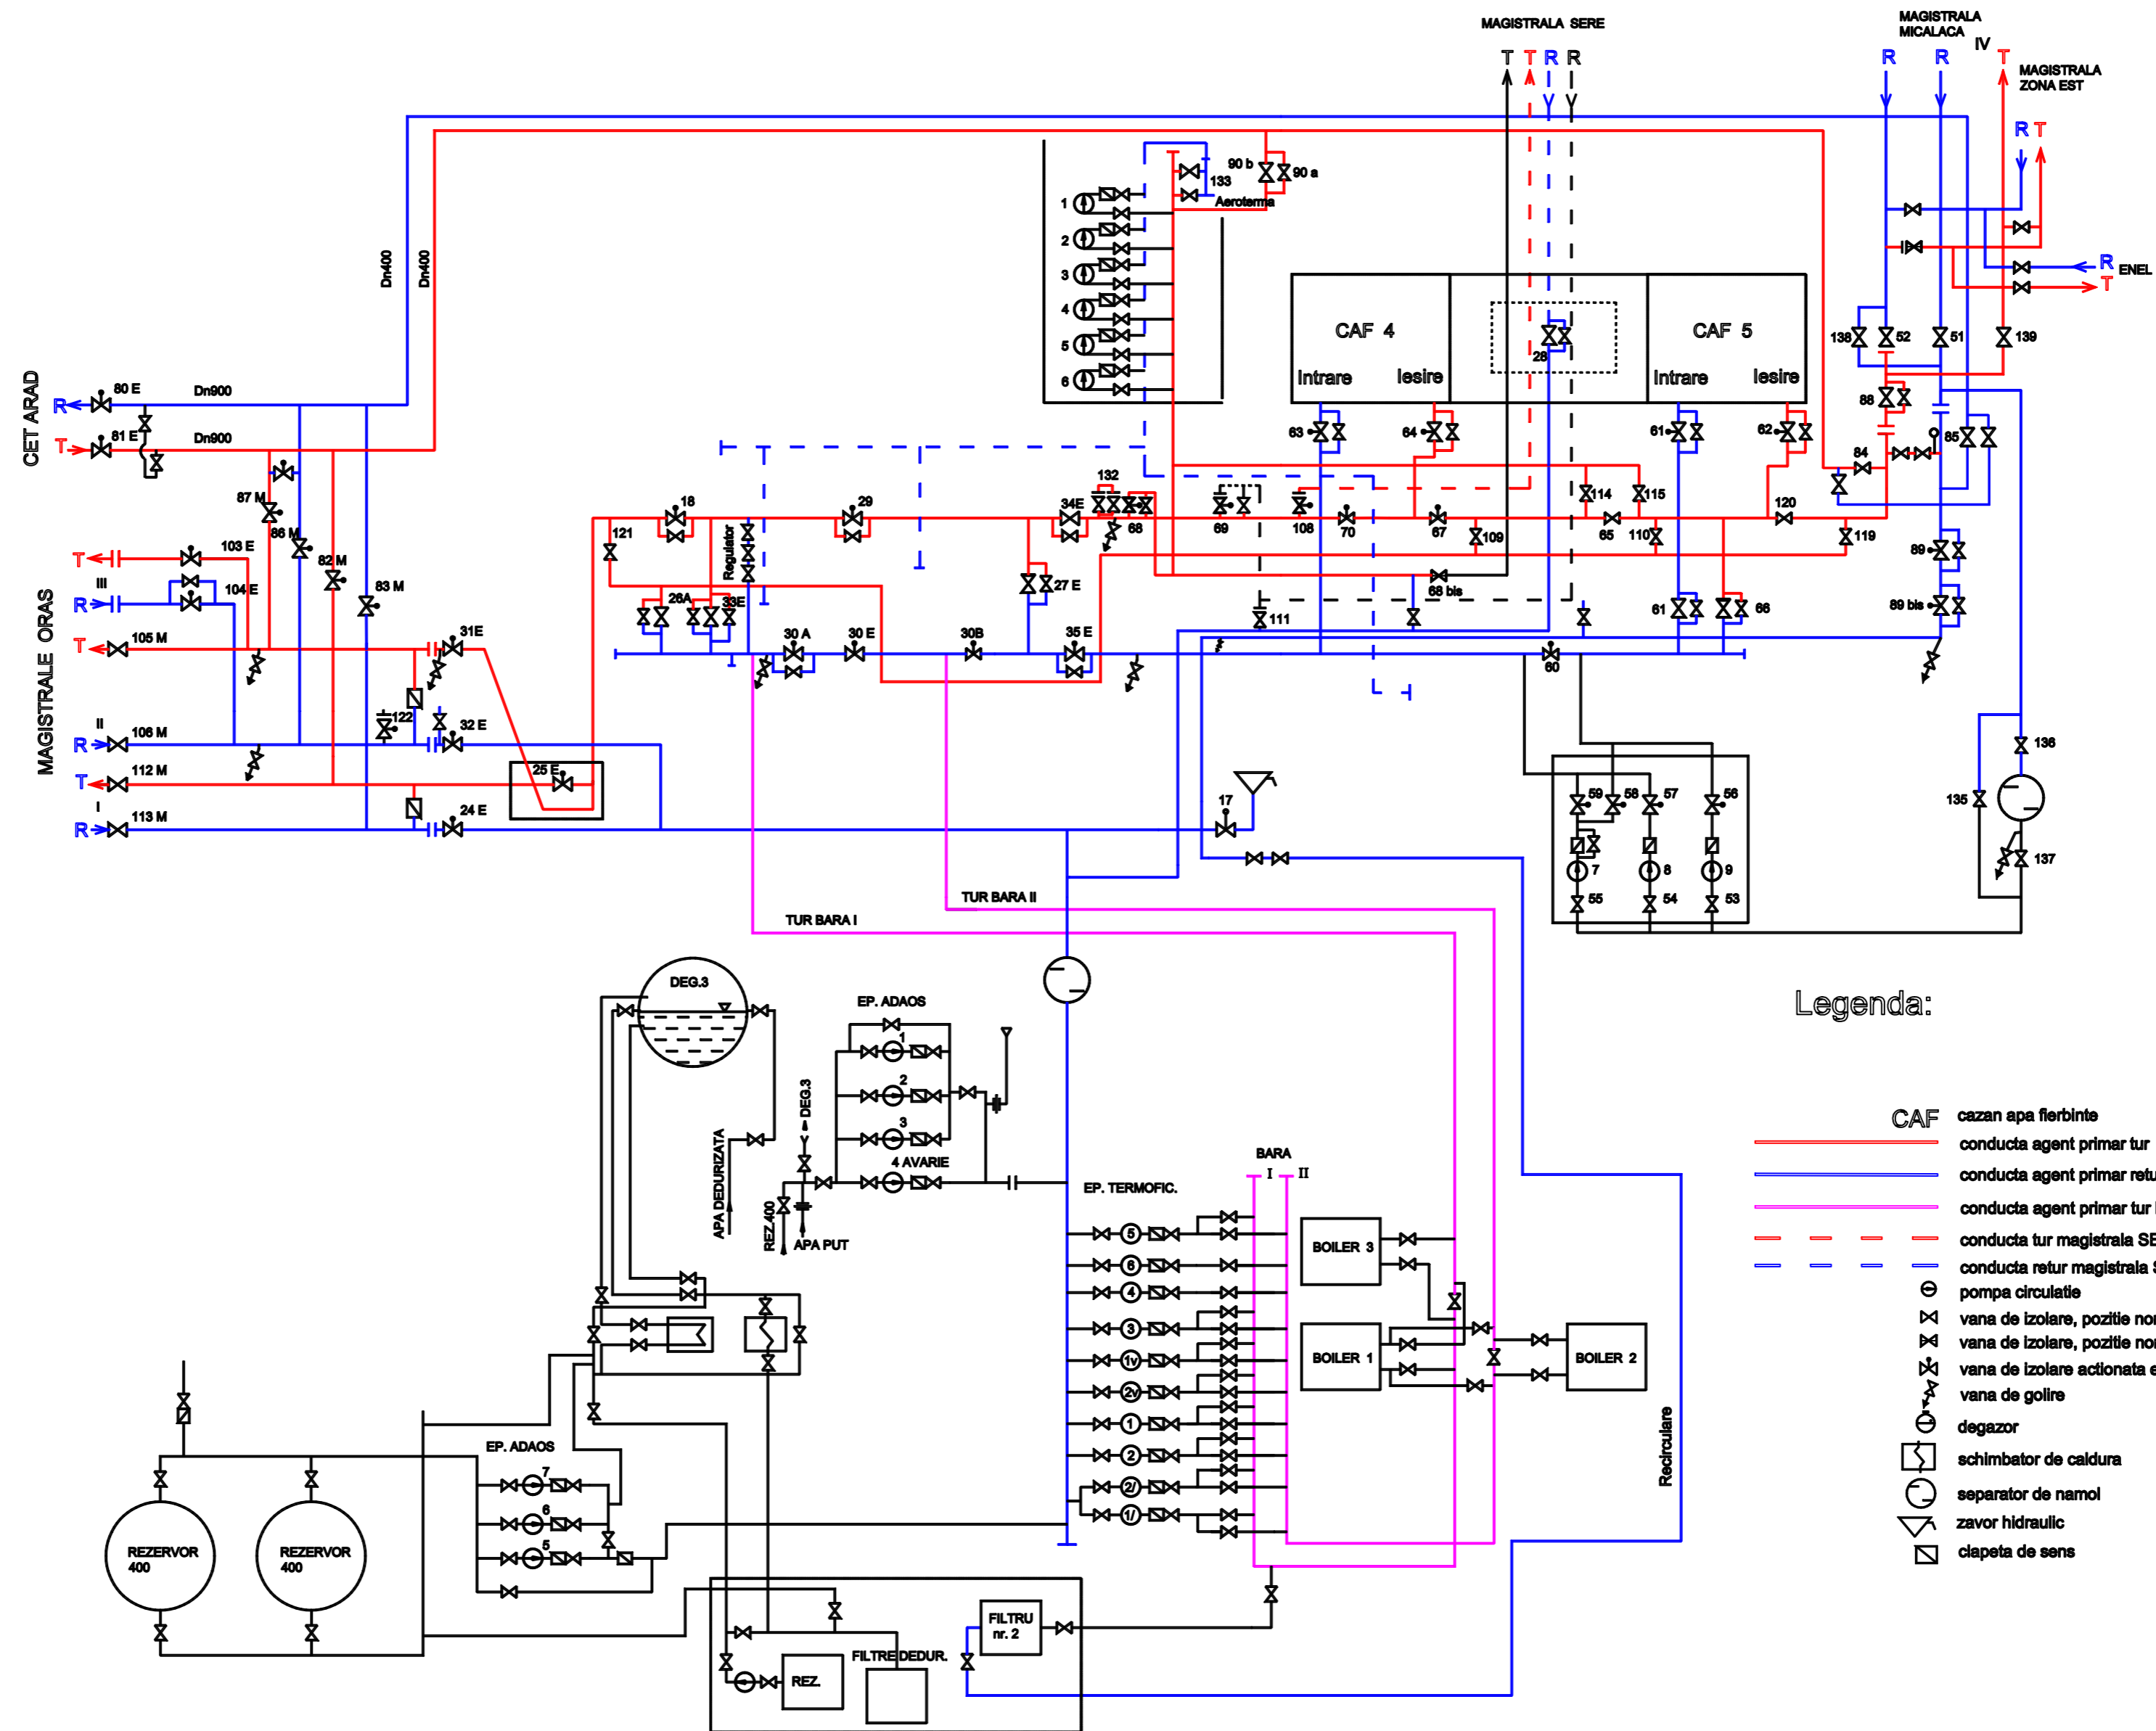 MAGISTRALA SERE
T T R R
MAGISTRALA
MICALACA
IV
R R T
MAGISTRALA
ZONA EST
R T
R ENEL
T
Dn400
Dn400
90 b
90 a
133
Aeroterma
1
2
3
4
5
6
CAF 4
Intrare
Iesire
28
CAF 5
Intrare
Iesire
138
52
51
139
CET ARAD
R
80 E
Dn900
T
81 E
Dn900
63
64
61
62
88
85
84
87 M
86 M
82 M
83 M
103 E
104 E
T
III
R
18
29
34E
132
68
69
108
70
67
109
114
115
65
110
120
119
121
Regulator
26A
33E
27 E
68 bis
111
61
66
89
89 bis
MAGISTRALE ORAS
T
105 M
31E
30 A
30 E
30B
35 E
60
II
R
106 M
122
32 E
T
112 M
25 E
I
R
113 M
24 E
17
59
58
57
56
7
8
9
55
54
53
136
135
137
TUR BARA I
TUR BARA II
DEG.3
EP. ADAOS
1
2
3
4 AVARIE
DEG.3
APA DEDURIZATA
REZ.400
APA PUT
EP. TERMOFIC.
BARA
I II
5
6
4
3
1v
2v
1
2
2/
1/
BOILER 3
BOILER 1
BOILER 2
Recirculare
EP. ADAOS
7
6
5
REZERVOR
400
REZERVOR
400
FILTRU
nr. 2
FILTRE DEDUR.
REZ.
Legenda:
CAF cazan apa fierbinte
conducta agent primar tur
conducta agent primar retu
conducta agent primar tur
conducta tur magistrala SE
conducta retur magistrala S
pompa circulatie
vana de izolare, pozitie nor
vana de izolare, pozitie nor
vana de izolare actionata e
vana de golire
degazor
schimbator de caldura
separator de namol
zavor hidraulic
clapeta de sens